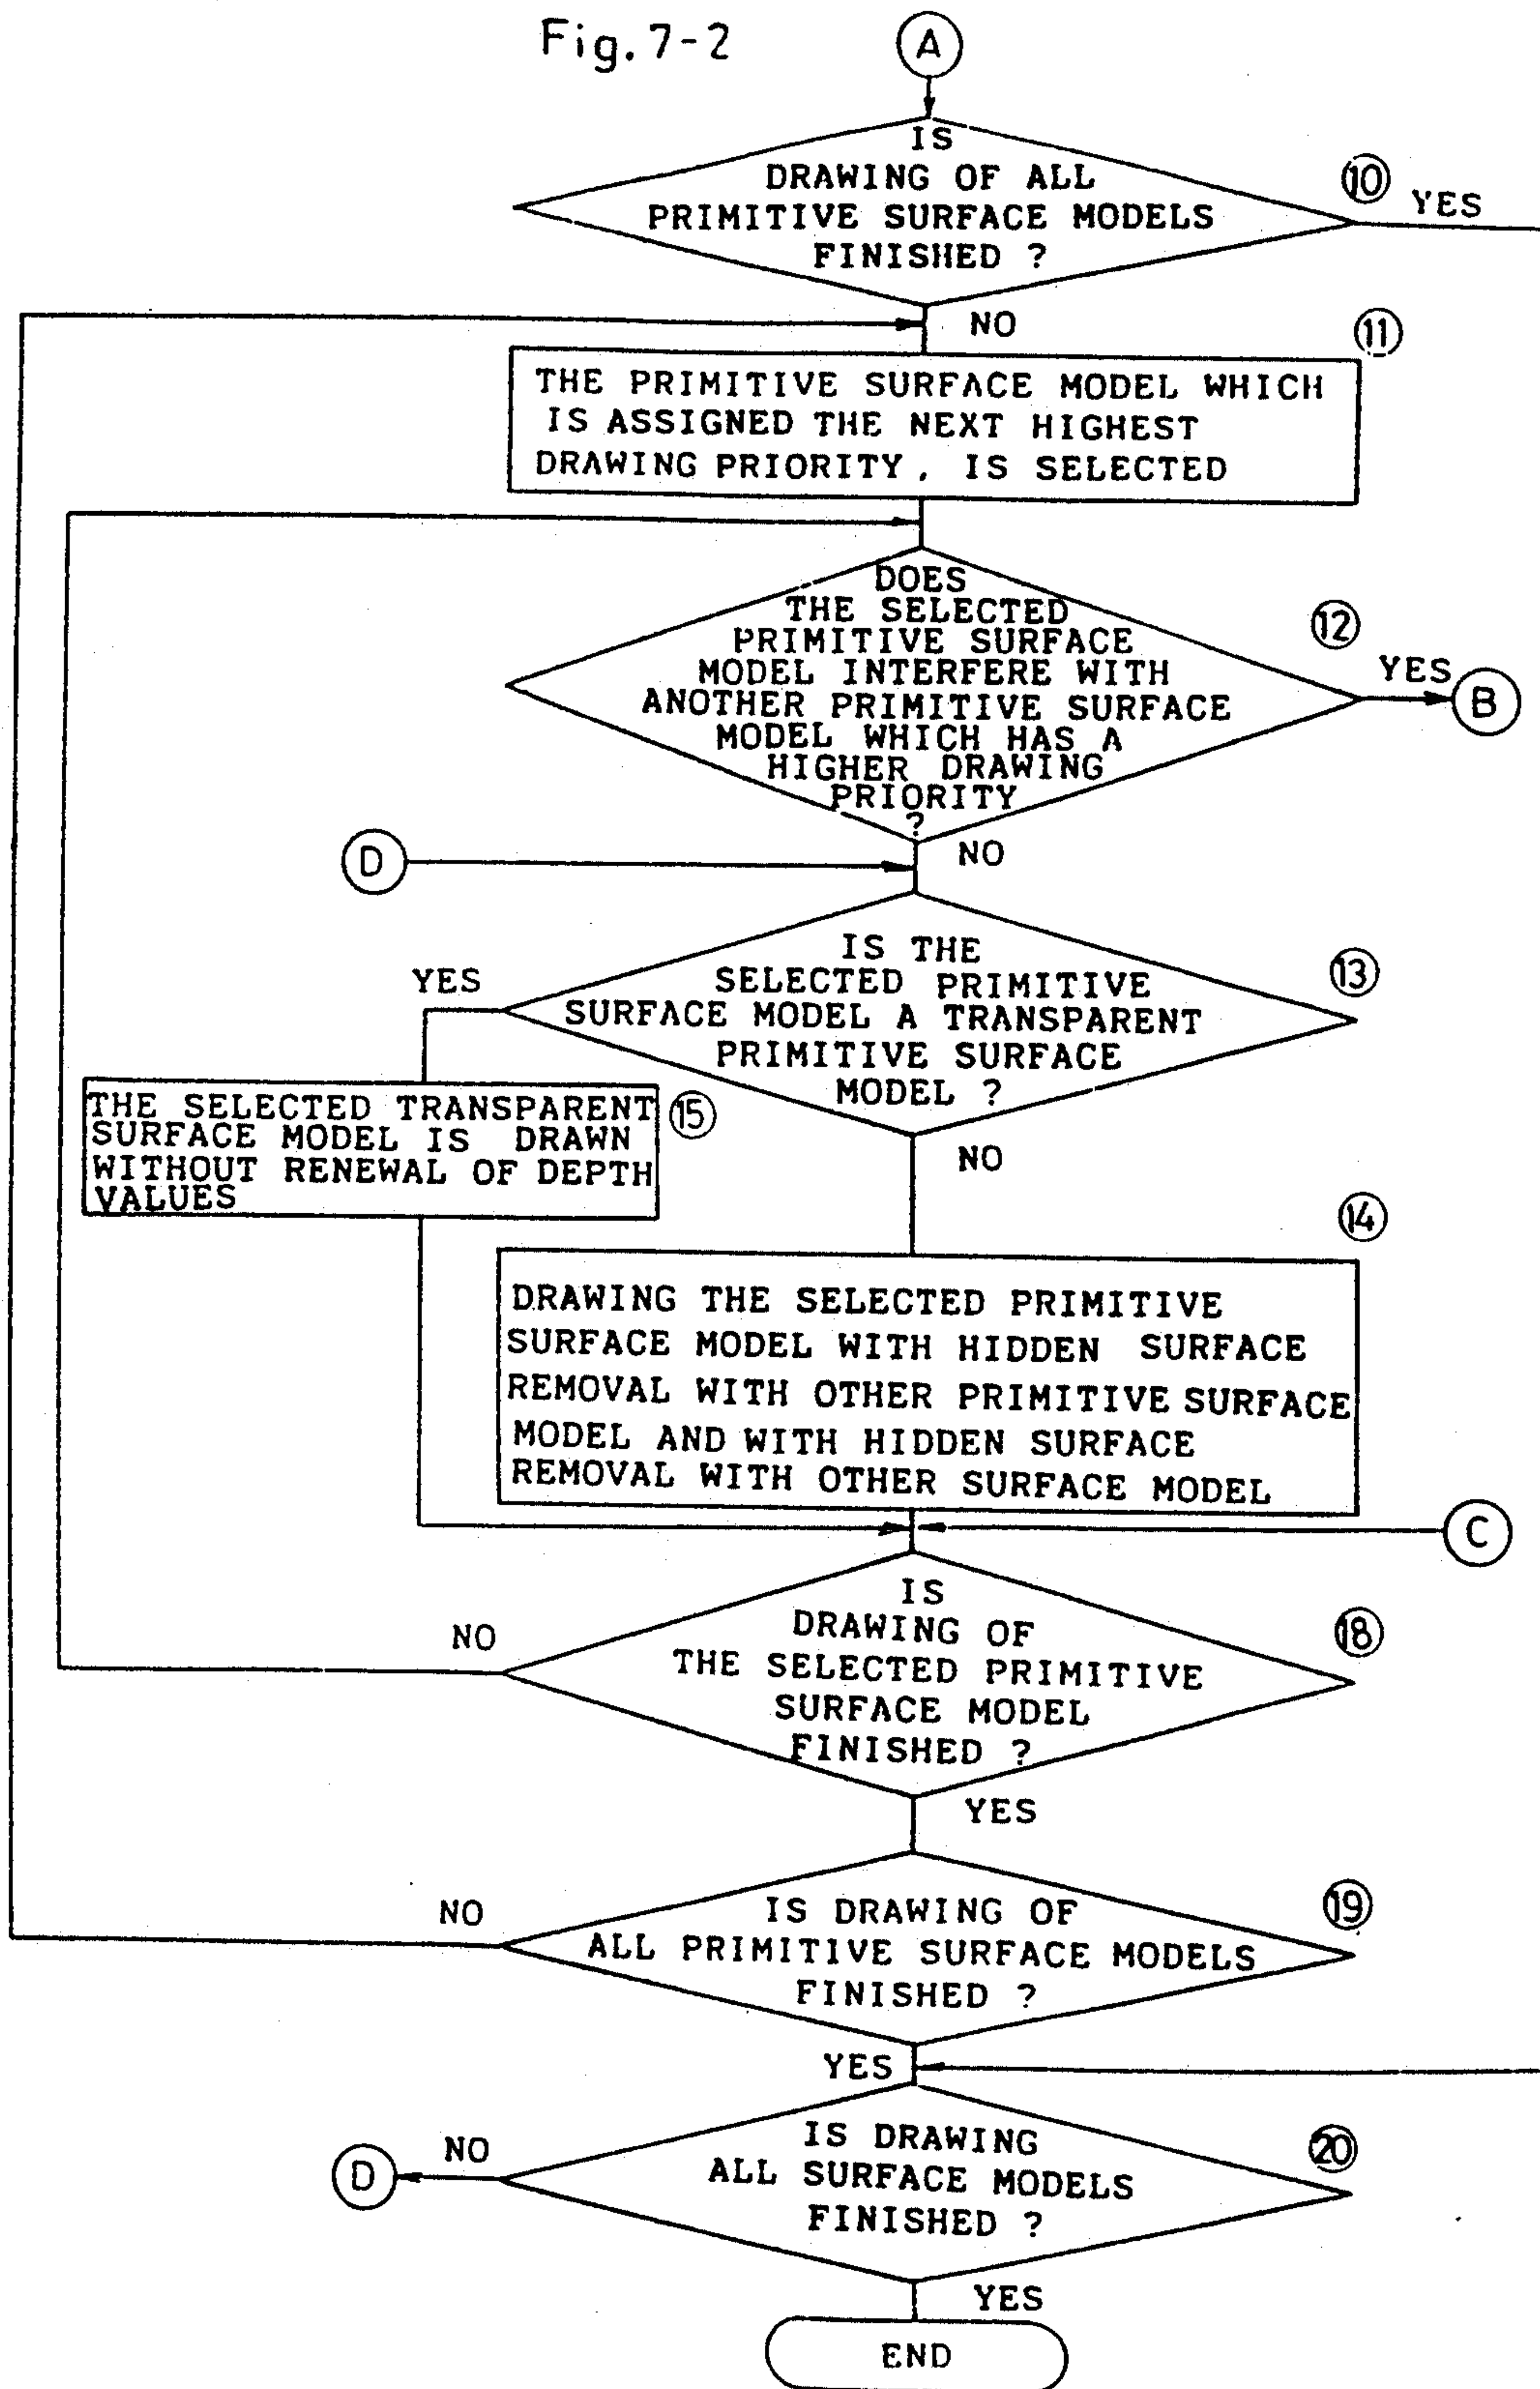 Fig. 7-2
A
IS
DRAWING OF ALL
PRIMITIVE SURFACE MODELS
FINISHED ?
10
YES
NO
11
THE PRIMITIVE SURFACE MODEL WHICH
IS ASSIGNED THE NEXT HIGHEST
DRAWING PRIORITY, IS SELECTED
DOES
THE SELECTED
PRIMITIVE SURFACE
MODEL INTERFERE WITH
ANOTHER PRIMITIVE SURFACE
MODEL WHICH HAS A
HIGHER DRAWING
PRIORITY
?
12
YES
B
NO
D
IS THE
SELECTED PRIMITIVE
SURFACE MODEL A TRANSPARENT
PRIMITIVE SURFACE
MODEL ?
13
YES
THE SELECTED TRANSPARENT
SURFACE MODEL IS DRAWN
WITHOUT RENEWAL OF DEPTH
VALUES
15
NO
14
DRAWING THE SELECTED PRIMITIVE
SURFACE MODEL WITH HIDDEN SURFACE
REMOVAL WITH OTHER PRIMITIVE SURFACE
MODEL AND WITH HIDDEN SURFACE
REMOVAL WITH OTHER SURFACE MODEL
C
IS
DRAWING OF
THE SELECTED PRIMITIVE
SURFACE MODEL
FINISHED ?
18
NO
YES
IS DRAWING OF
ALL PRIMITIVE SURFACE MODELS
FINISHED ?
19
NO
YES
IS DRAWING
ALL SURFACE MODELS
FINISHED ?
20
NO
D
YES
END